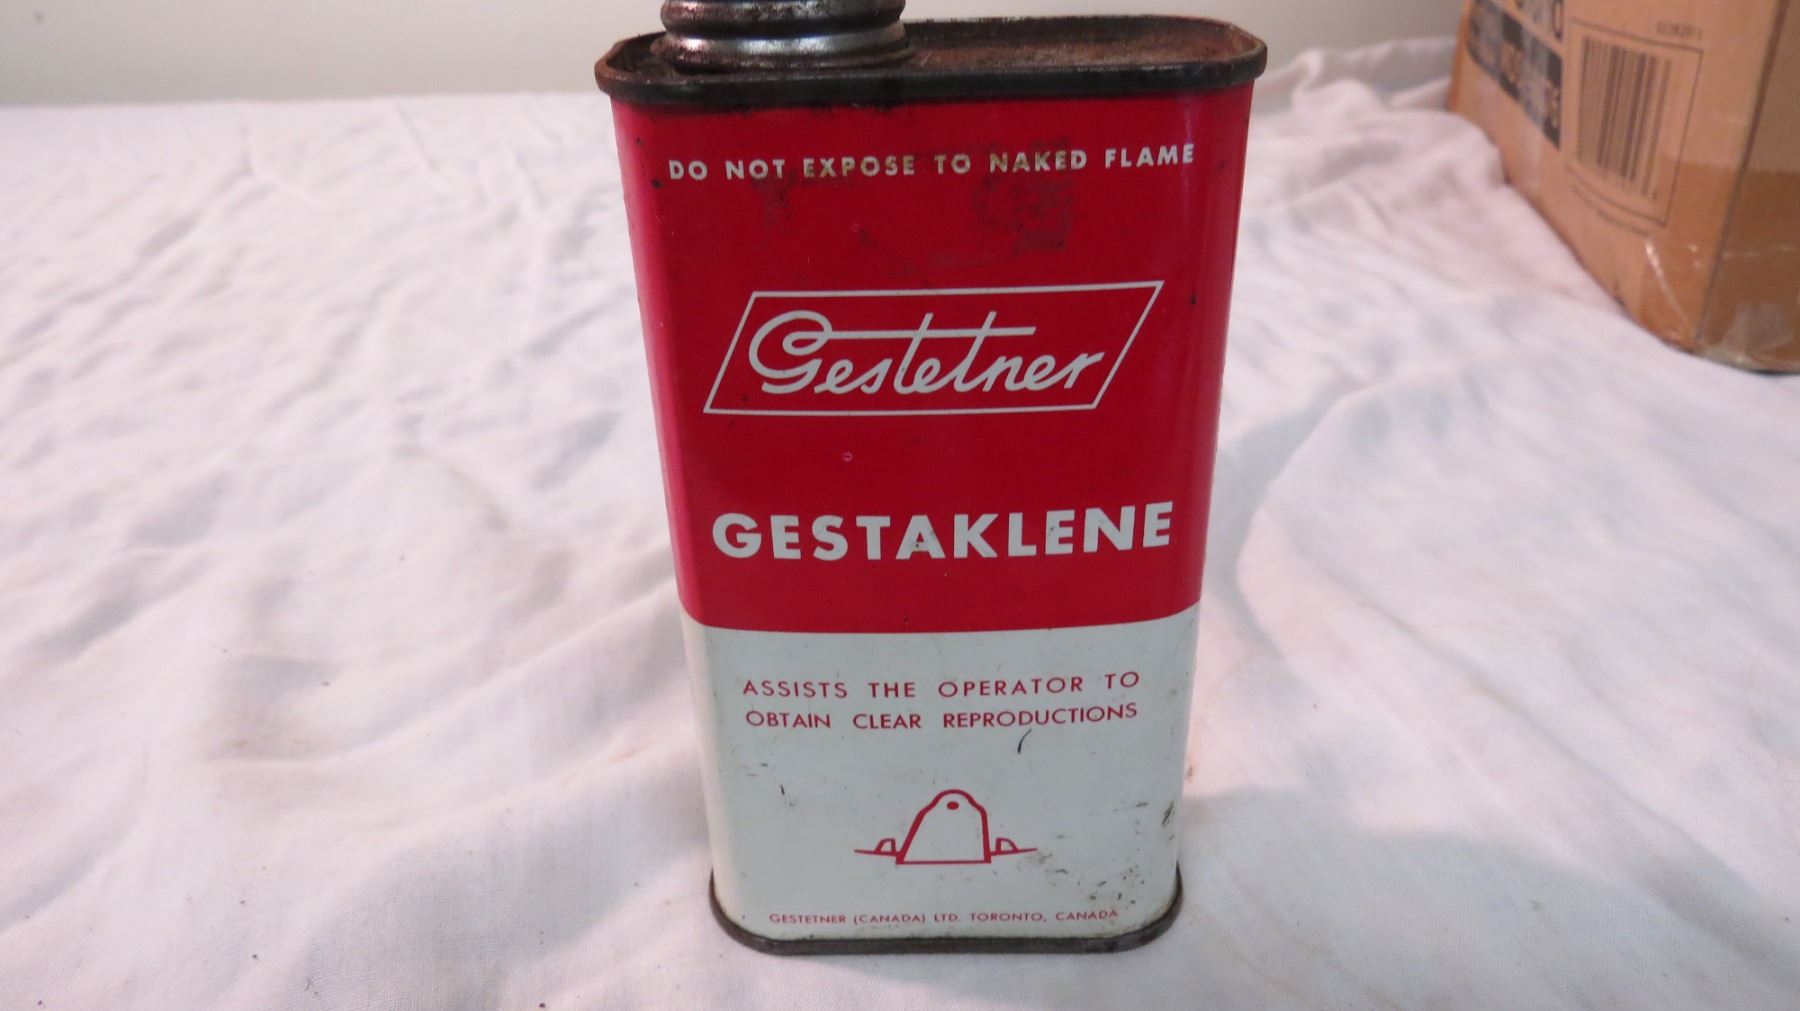 DO NOT EXPOSE TO NAKED FLAME
Gestetner
GESTAKLENE
ASSISTS THE OPERATOR TO
OBTAIN CLEAR REPRODUCTIONS
GESTETNER (CANADA) LTD. TORONTO, CANADA